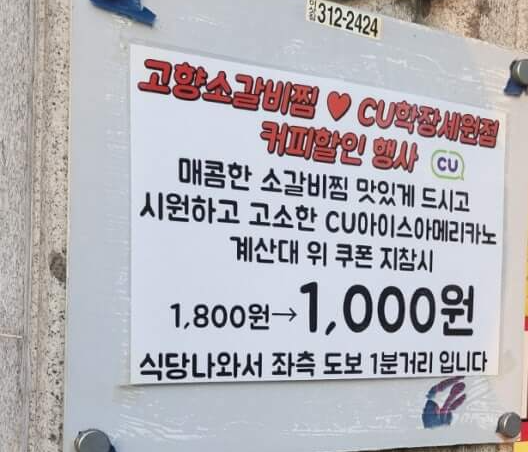 이상철 312-2424
고향소갈비찜 ♥ CU학장세원점
커피할인 행사 CU
매콤한 소갈비찜 맛있게 드시고
시원하고 고소한 CU아이스아메리카노
계산대 위 쿠폰 지참시
1,800원→1,000원
식당나와서 좌측 도보 1분거리 입니다